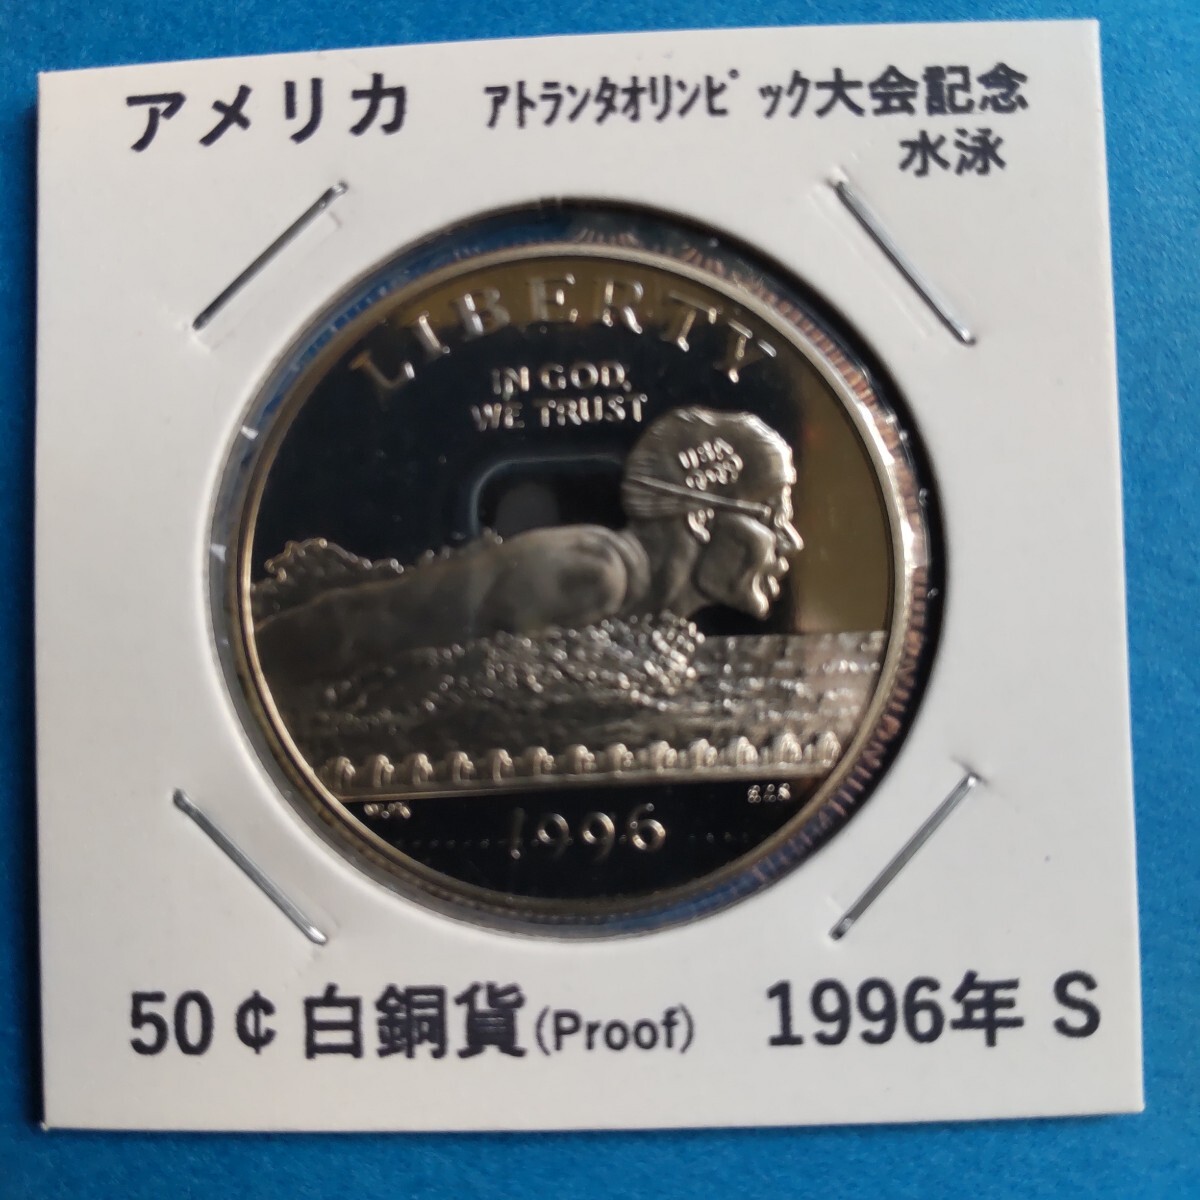 アメリカ　ｱﾄﾗﾝﾀｵﾘﾝﾋﾟｯｸ大会記念
水泳
LIBERTY
IN GOD
WE TRUST
USA
1996
50￠白銅貨(Proof)　1996年 S